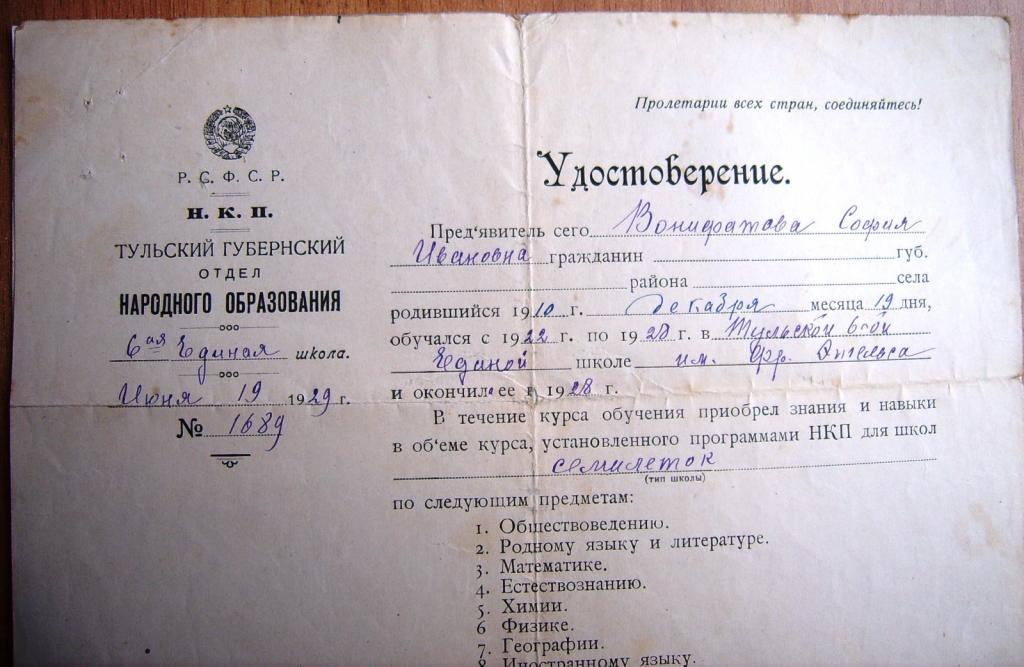 Пролетарии всех стран, соединяйтесь!
Р. С. Ф. С. Р.
Н. К. П.
ТУЛЬСКИЙ ГУБЕРНСКИЙ
ОТДЕЛ
НАРОДНОГО ОБРАЗОВАНИЯ
6ая Единая школа.
Июня 19 1929 г.
№ 1689
Удостоверение.
Пред'явитель сего Вонифатова София
Ивановна гражданин губ.
района села
родившийся 1910 г. декабря месяца 19 дня,
обучался с 1922 г. по 1928 г. в Тульской 6ой
Единой школе им. Фр. Энгельса
и окончил ее в 1928 г.
В течение курса обучения приобрел знания и навыки
в об'еме курса, установленного программами НКП для школ
семилеток
(тип школы)
по следующим предметам:
1. Обществоведению.
2. Родному языку и литературе.
3. Математике.
4. Естествознанию.
5. Химии.
6 Физике.
7. Географии.
8. Иностранному языку.